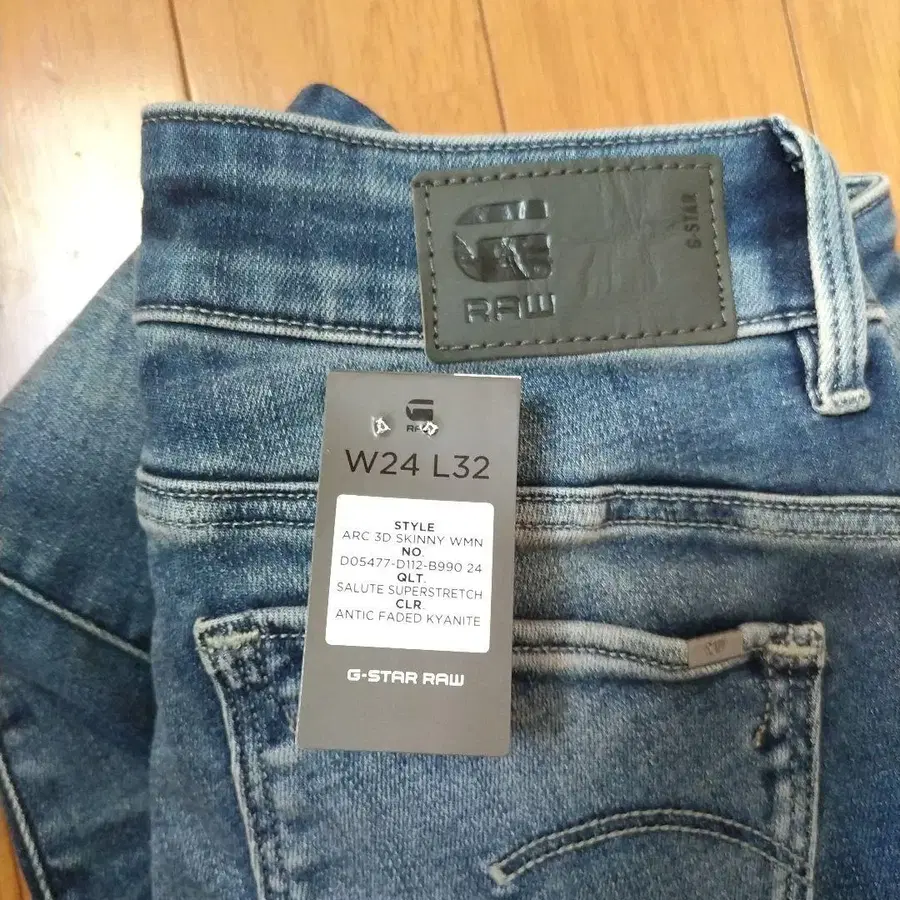 RAW
G-STAR
RAW
W24 L32
STYLE
ARC 3D SKINNY WMN
NO.
D05477-D112-B990 24
QLT.
SALUTE SUPERSTRETCH
CLR.
ANTIC FADED KYANITE
G-STAR RAW